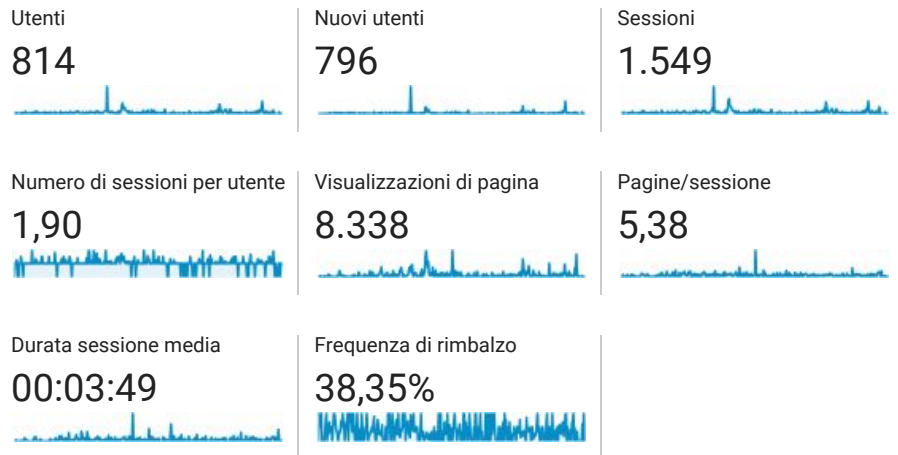 Utenti
814
Nuovi utenti
796
Sessioni
1.549
Numero di sessioni per utente
1,90
Visualizzazioni di pagina
8.338
Pagine/sessione
5,38
Durata sessione media
00:03:49
Frequenza di rimbalzo
38,35%